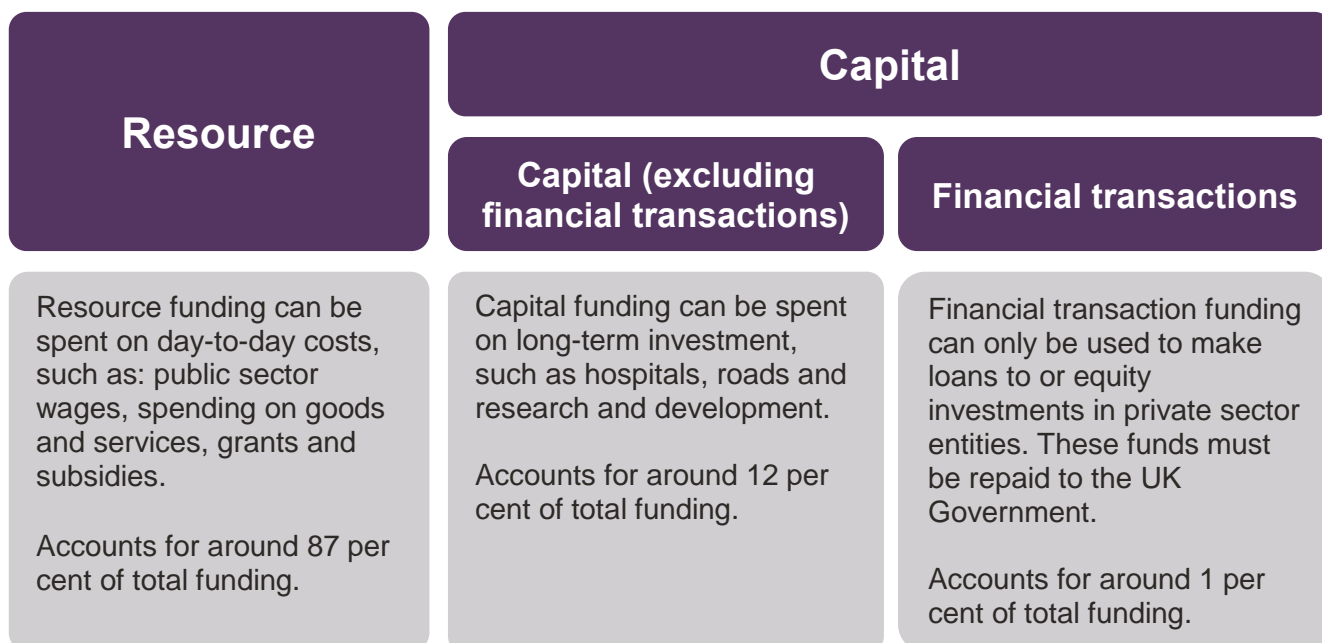 Resource
Capital
Capital (excluding
financial transactions)
Financial transactions
Resource funding can be
spent on day-to-day costs,
such as: public sector
wages, spending on goods
and services, grants and
subsidies.
Accounts for around 87 per
cent of total funding.
Capital funding can be spent
on long-term investment,
such as hospitals, roads and
research and development.
Accounts for around 12 per
cent of total funding.
Financial transaction funding
can only be used to make
loans to or equity
investments in private sector
entities. These funds must
be repaid to the UK
Government.
Accounts for around 1 per
cent of total funding.